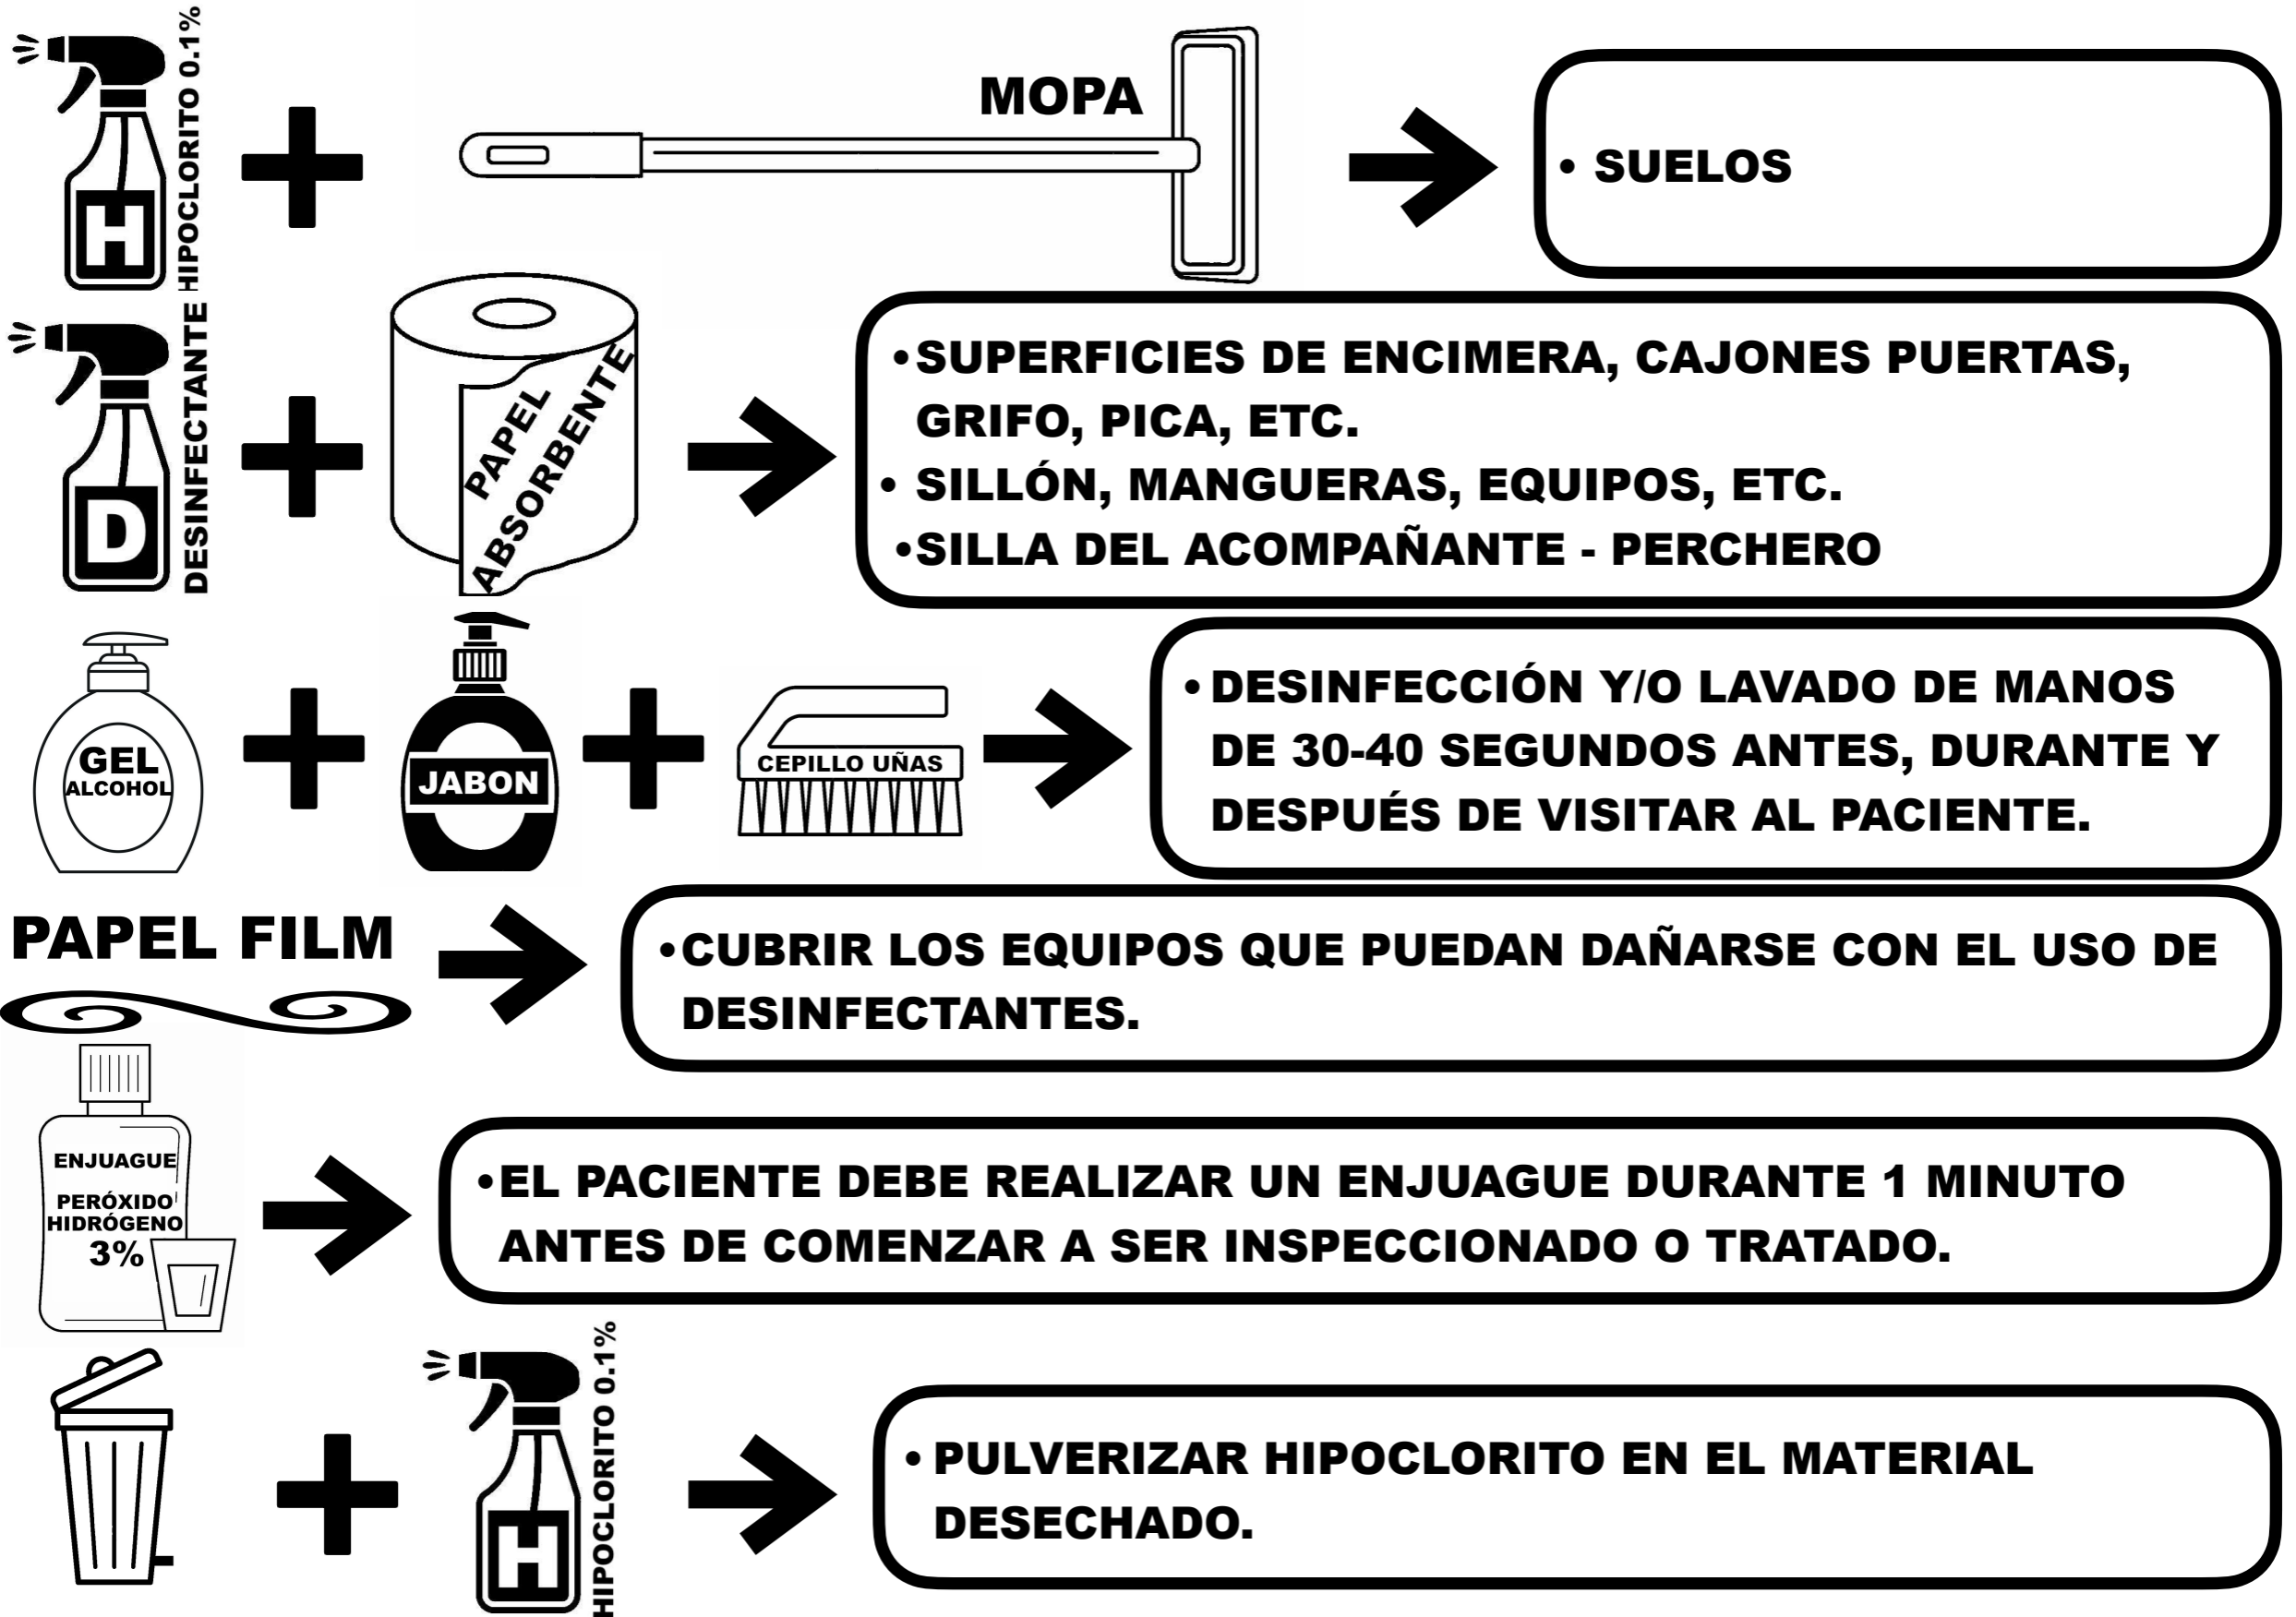 HIPOCLORITO 0.1%
H
MOPA
• SUELOS
DESINFECTANTE
D
PAPEL
ABSORBENTE
•SUPERFICIES DE ENCIMERA, CAJONES PUERTAS,
GRIFO, PICA, ETC.
• SILLÓN, MANGUERAS, EQUIPOS, ETC.
•SILLA DEL ACOMPAÑANTE - PERCHERO
GEL
ALCOHOL
JABON
CEPILLO UÑAS
• DESINFECCIÓN Y/O LAVADO DE MANOS
DE 30-40 SEGUNDOS ANTES, DURANTE Y
DESPUÉS DE VISITAR AL PACIENTE.
PAPEL FILM
•CUBRIR LOS EQUIPOS QUE PUEDAN DAÑARSE CON EL USO DE
DESINFECTANTES.
ENJUAGUE
PERÓXIDO
HIDRÓGENO
3%
•EL PACIENTE DEBE REALIZAR UN ENJUAGUE DURANTE 1 MINUTO
ANTES DE COMENZAR A SER INSPECCIONADO O TRATADO.
HIPOCLORITO 0.1%
H
• PULVERIZAR HIPOCLORITO EN EL MATERIAL
DESECHADO.